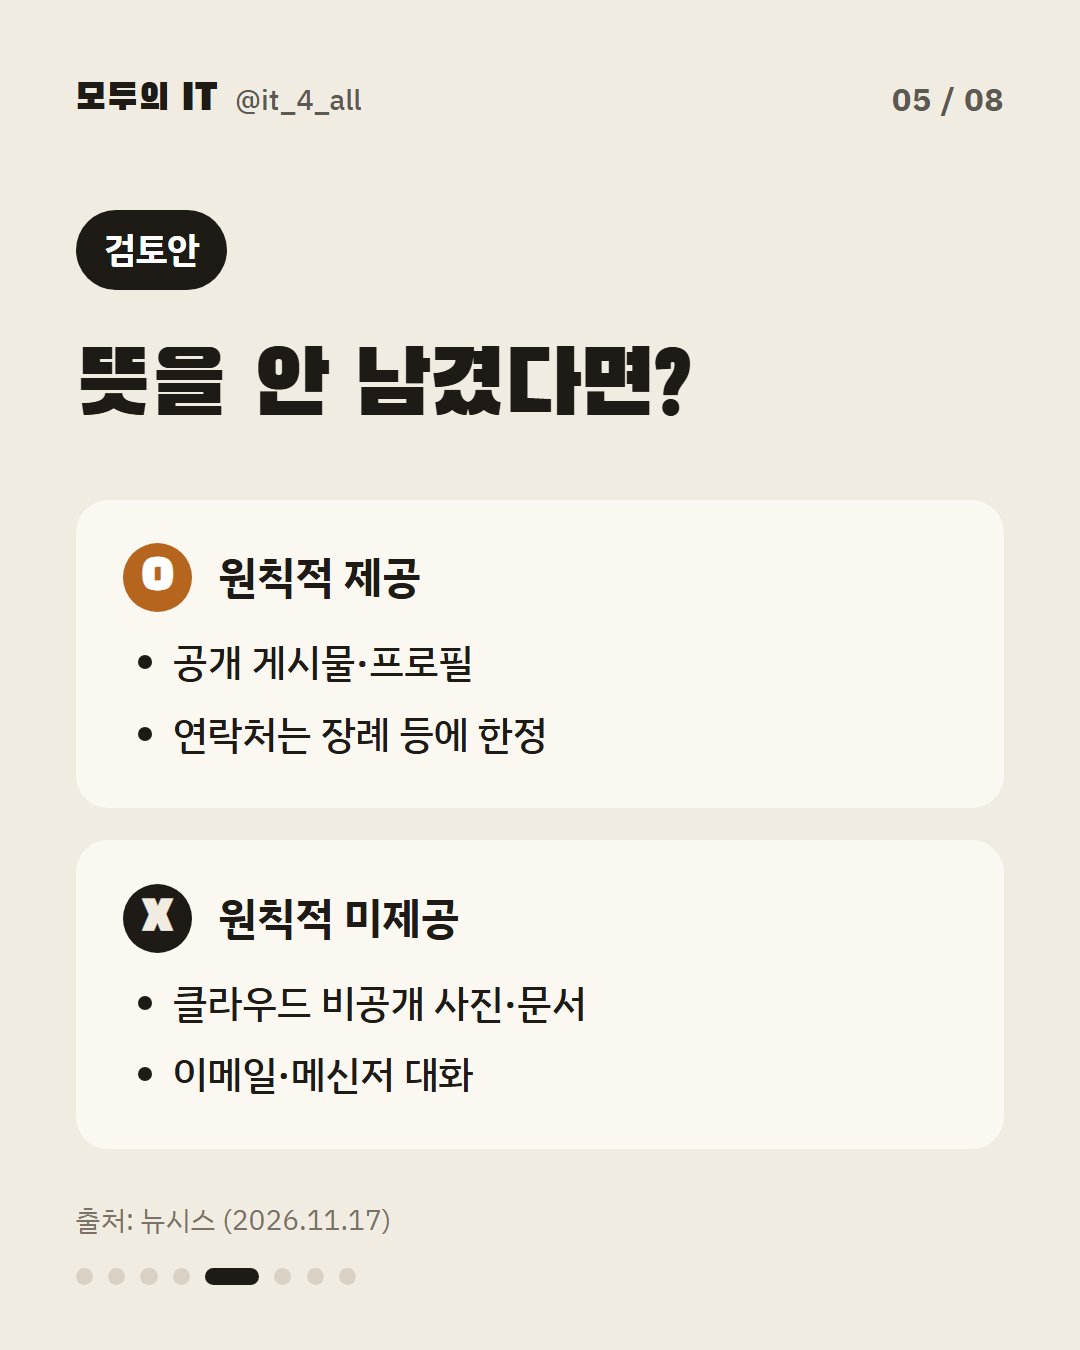 모두의 IT @it_4_all
05 / 08
검토안
뜻을 안 남겼다면?
O 원칙적 제공
• 공개 게시물·프로필
• 연락처는 장례 등에 한정
X 원칙적 미제공
• 클라우드 비공개 사진·문서
• 이메일·메신저 대화
출처: 뉴시스 (2026.11.17)